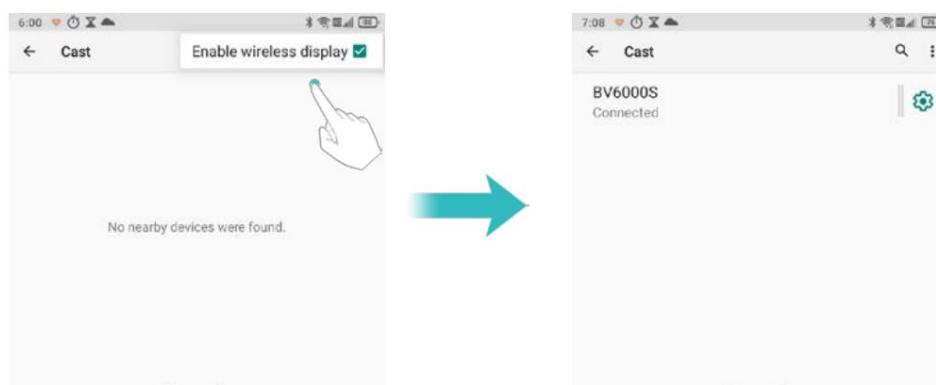 6:00
Cast
Enable wireless display
No nearby devices were found.
7:08
Cast
BV6000S
Connected